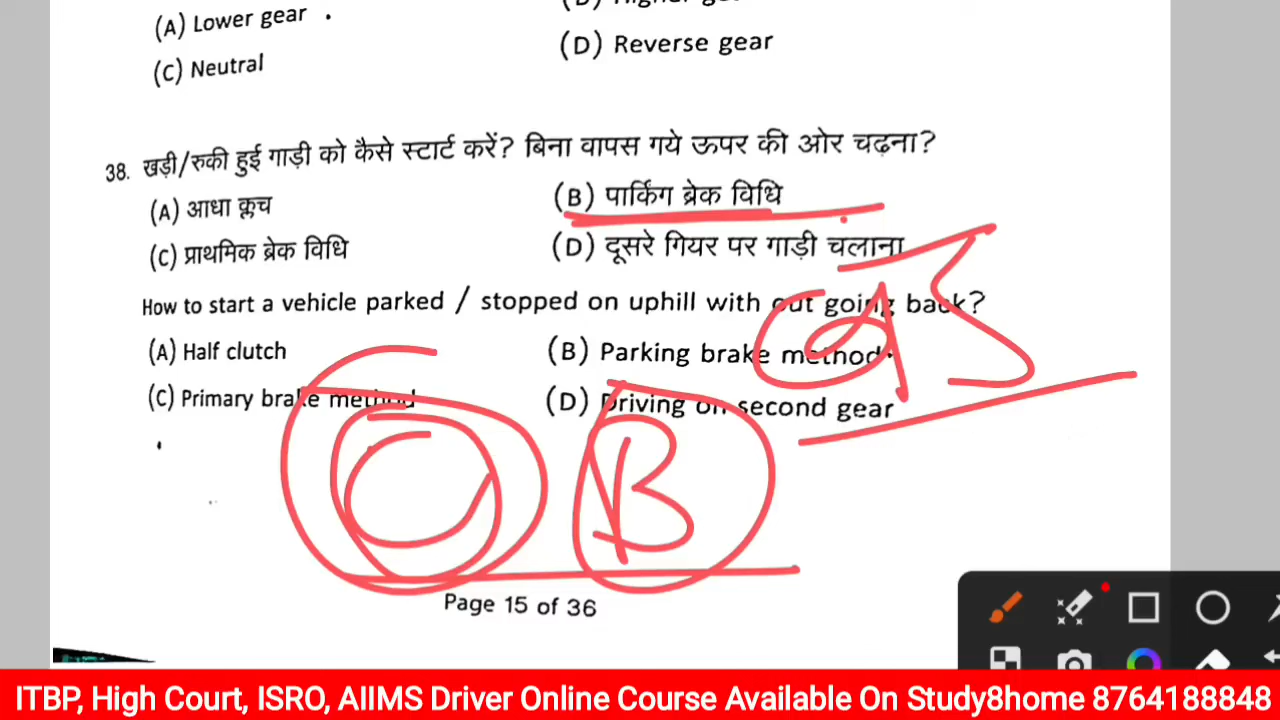 (A) Lower gear
(D) Reverse gear
(C) Neutral
38. खड़ी/रुकी हुई गाड़ी को कैसे स्टार्ट करें? बिना वापस गये ऊपर की ओर चढ़ना?
(A) आधा क्लच
(B) पार्किंग ब्रेक विधि
(C) प्राथमिक ब्रेक विधि
(D) दूसरे गियर पर गाड़ी चलाना
How to start a vehicle parked / stopped on uphill with out going back?
(A) Half clutch
(B) Parking brake method
(C) Primary brake method
(D) Driving on second gear
B
Page 15 of 36
ITBP, High Court, ISRO, AIIMS Driver Online Course Available On Study8home 8764188848